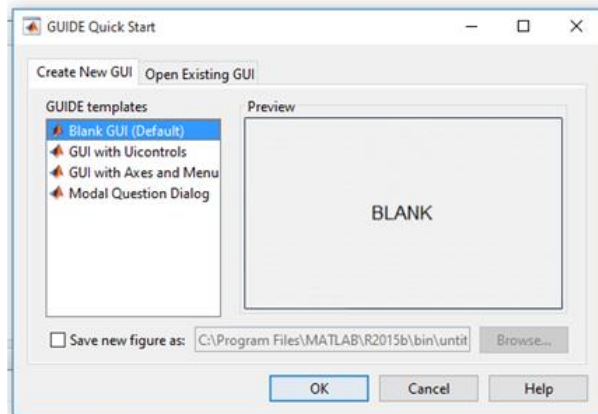 GUIDE Quick Start
Create New GUI Open Existing GUI
GUIDE templates
Blank GUI (Default)
GUI with Uicontrols
GUI with Axes and Menu
Modal Question Dialog
Preview
BLANK
Save new figure as: C:\Program Files\MATLAB\R2015b\bin\untit Browse...
OK Cancel Help